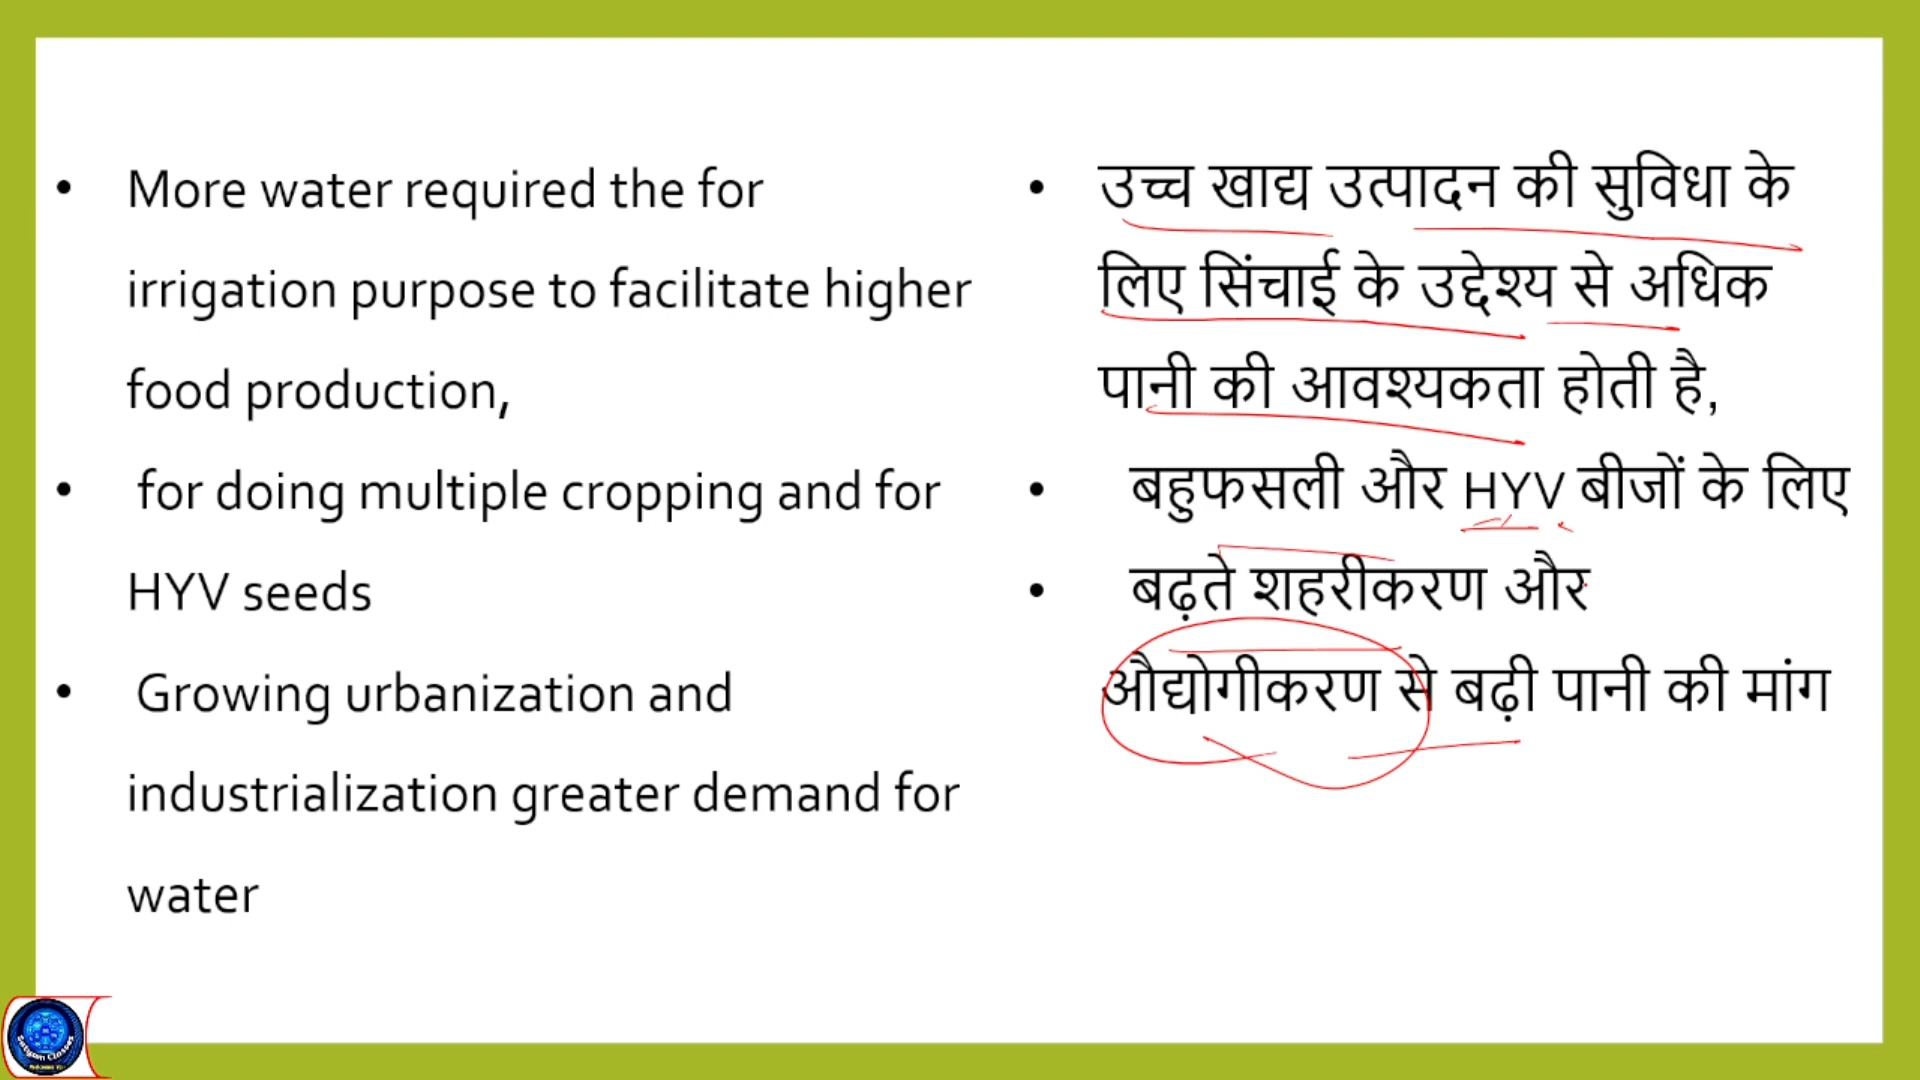 • More water required the for
irrigation purpose to facilitate higher
food production,
• for doing multiple cropping and for
HYV seeds
• Growing urbanization and
industrialization greater demand for
water
• उच्च खाद्य उत्पादन की सुविधा के
लिए सिंचाई के उद्देश्य से अधिक
पानी की आवश्यकता होती है,
• बहुफसली और HYV बीजों के लिए
• बढ़ते शहरीकरण और
औद्योगीकरण से बढ़ी पानी की मांग